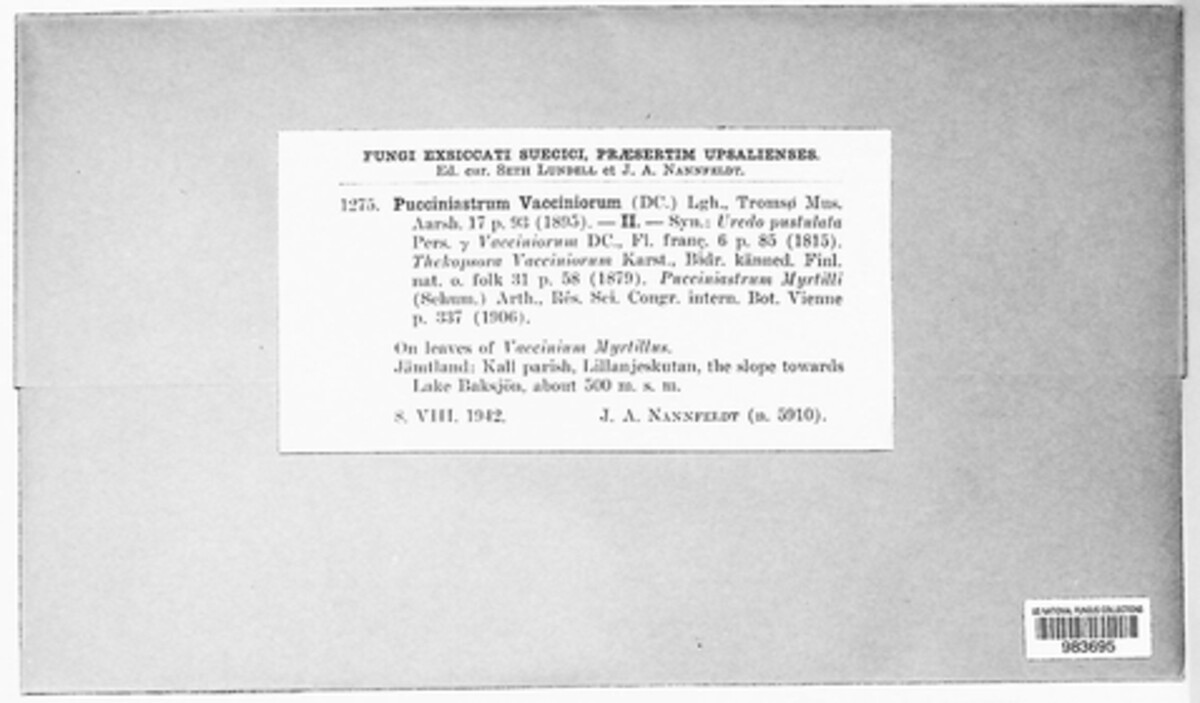 FUNGI EXSICCATI SUECICI, PRÆSERTIM UPSALIENSES.
Ed. cur. SETH LUNDELL et J. A. NANNFELDT.
1275. Pucciniastrum Vacciniorum (DC.) Lgh., Tromsø Mus.
Aarsh. 17 p. 93 (1895). — II. — Syn.: Uredo pustulata
Pers. γ Vacciniorum DC., Fl. franç. 6 p. 85 (1815).
Thekopsora Vacciniorum Karst., Bidr. känned. Finl.
nat. o. folk 31 p. 58 (1879). Pucciniastrum Myrtilli
(Schum.) Arth., Rés. Sci. Congr. intern. Bot. Vienne
p. 337 (1906).
On leaves of Vaccinium Myrtillus.
Jämtland: Kall parish, Lillanjeskutan, the slope towards
Lake Baksjön, about 500 m. s. m.
8. VIII. 1942. J. A. NANNFELDT (n. 5910).
US NATIONAL FUNGUS COLLECTIONS
983695